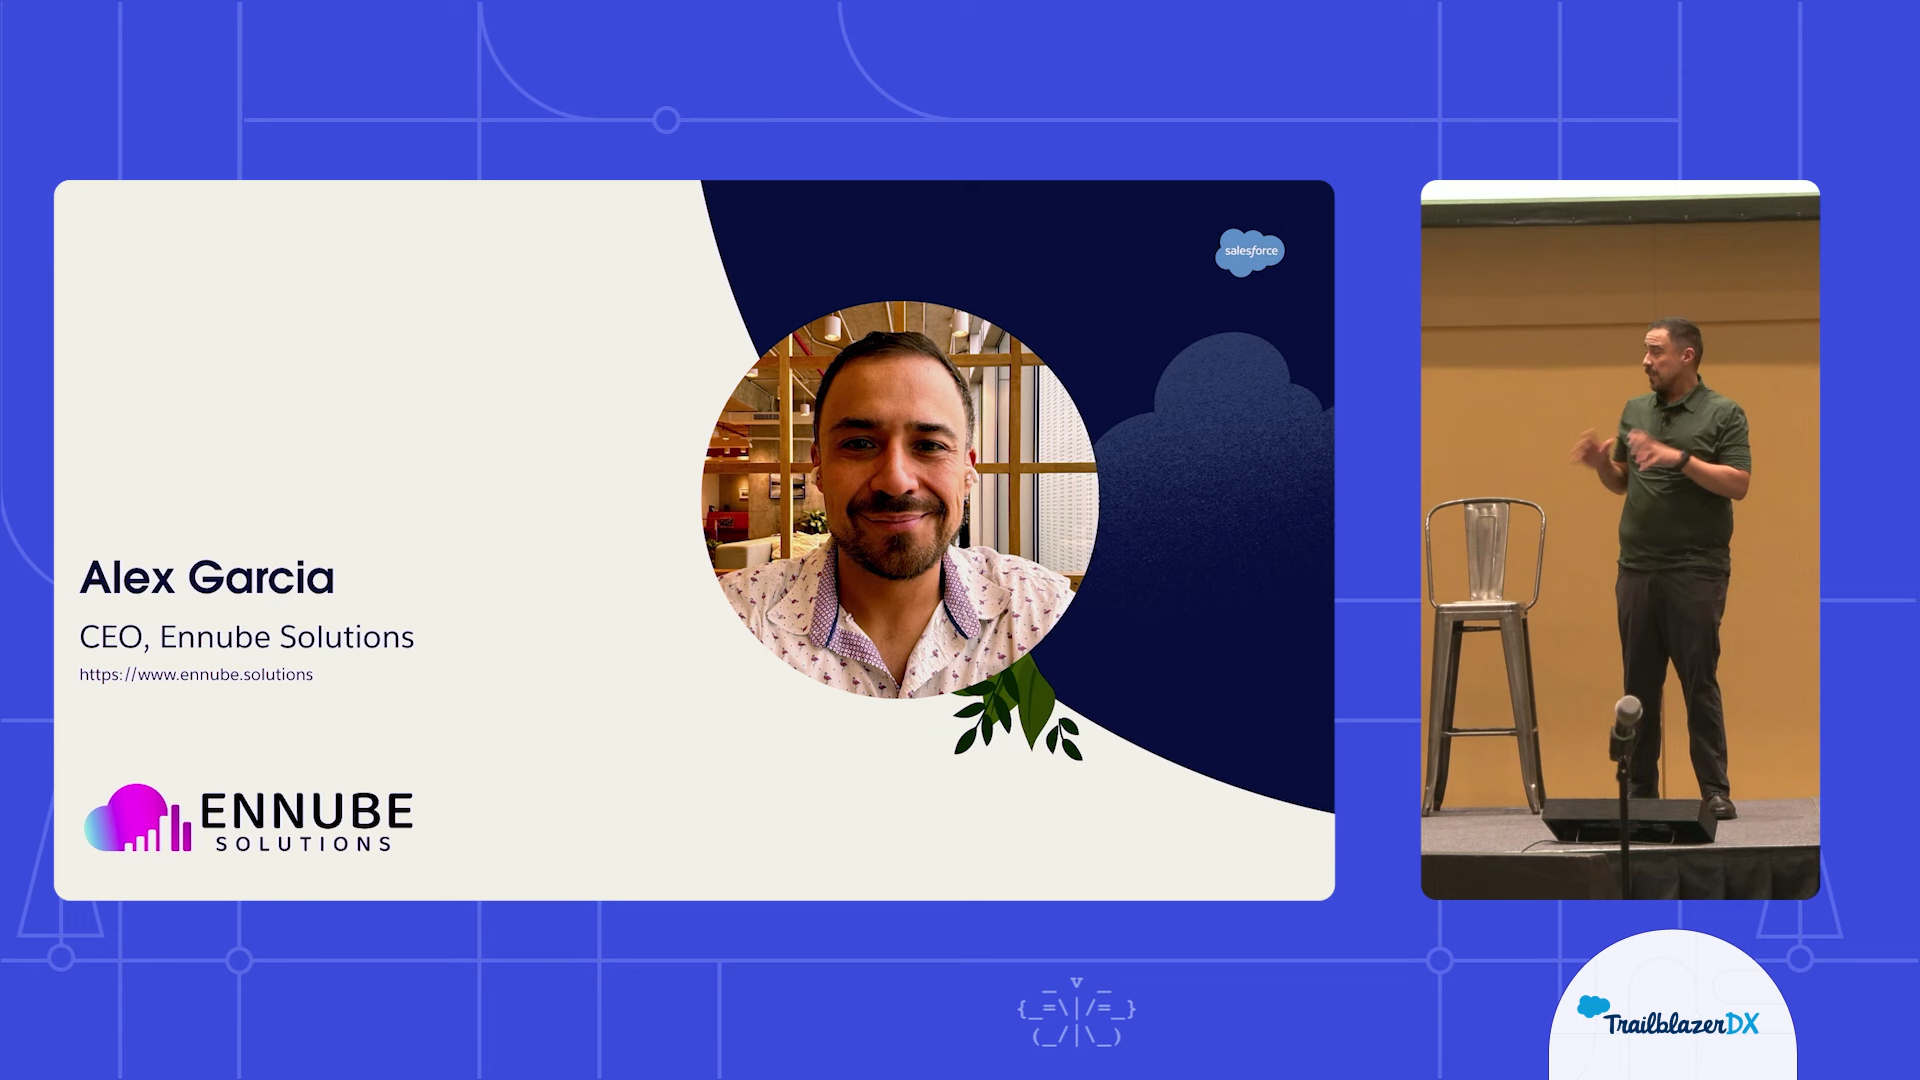 salesforce
Alex Garcia
CEO, Ennube Solutions
https://www.ennube.solutions
ENNUBE
SOLUTIONS
TrailblazerDX